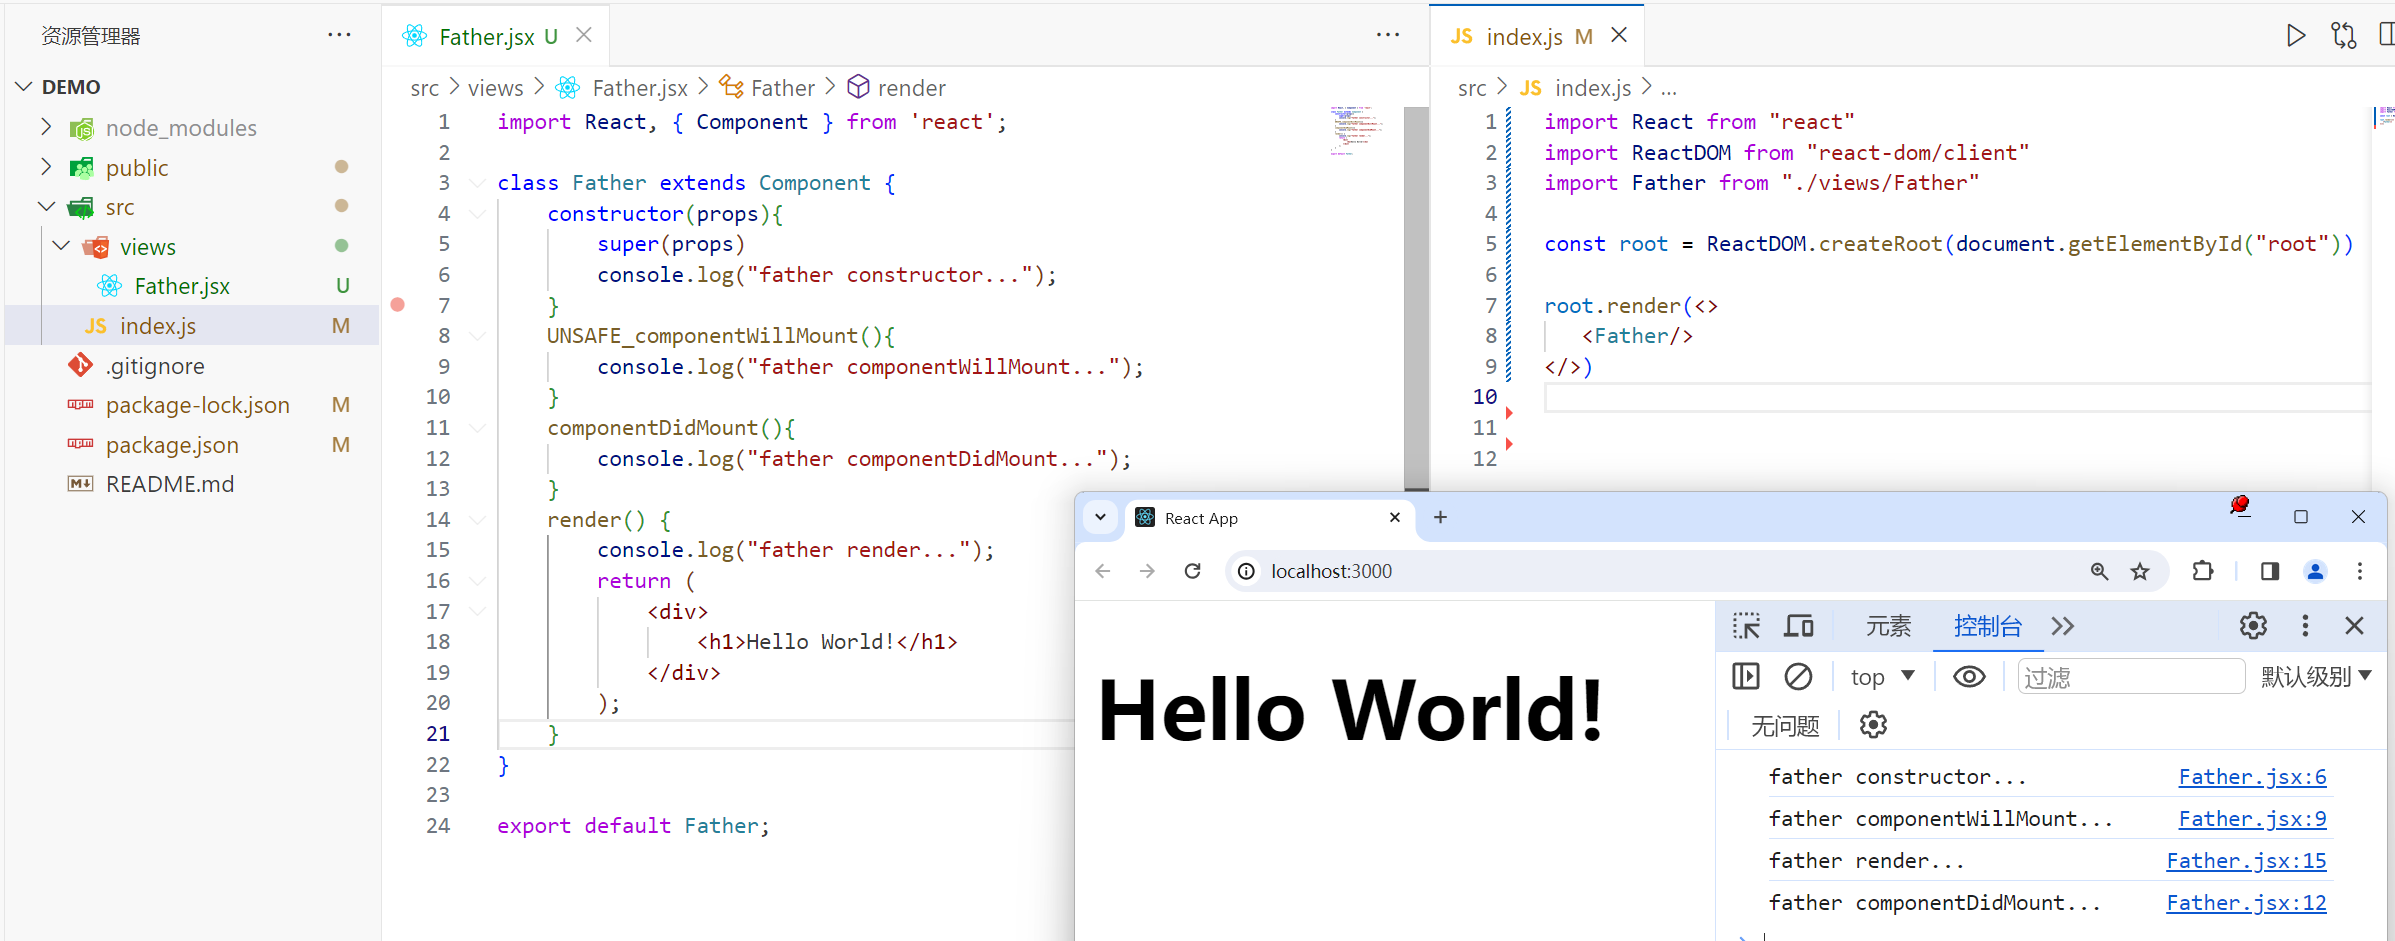 资源管理器
DEMO
node_modules
public
src
views
Father.jsx U
index.js M
.gitignore
package-lock.json M
package.json M
README.md
Father.jsx U
src > views > Father.jsx > Father > render
1 import React, { Component } from 'react';
2
3 class Father extends Component {
4 constructor(props){
5 super(props)
6 console.log("father constructor...");
7 }
8 UNSAFE_componentWillMount(){
9 console.log("father componentWillMount...");
10 }
11 componentDidMount(){
12 console.log("father componentDidMount...");
13 }
14 render() {
15 console.log("father render...");
16 return (
17 <div>
18 <h1>Hello World!</h1>
19 </div>
20 );
21 }
22 }
23
24 export default Father;
JS index.js M
src > JS index.js > ...
1 import React from "react"
2 import ReactDOM from "react-dom/client"
3 import Father from "./views/Father"
4
5 const root = ReactDOM.createRoot(document.getElementById("root"))
6
7 root.render(<>
8 <Father/>
9 </>)
10
11
12
React App
localhost:3000
Hello World!
元素 控制台
top 过滤 默认级别
无问题
father constructor... Father.jsx:6
father componentWillMount... Father.jsx:9
father render... Father.jsx:15
father componentDidMount... Father.jsx:12